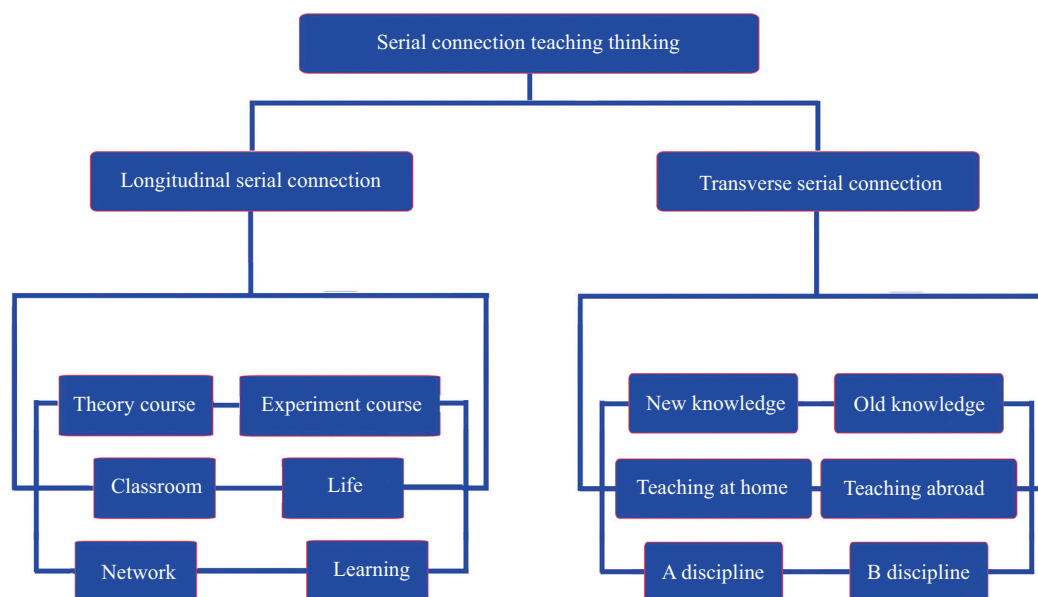 Serial connection teaching thinking
Longitudinal serial connection
Transverse serial connection
Theory course
Experiment course
Classroom
Life
Network
Learning
New knowledge
Old knowledge
Teaching at home
Teaching abroad
A discipline
B discipline